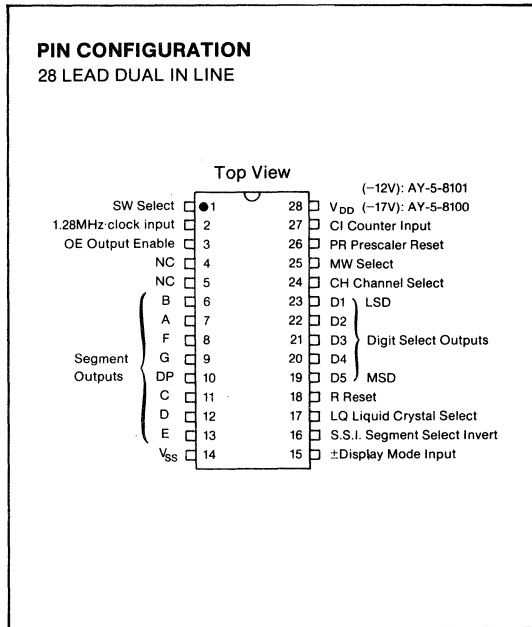 PIN CONFIGURATION
28 LEAD DUAL IN LINE
Top View
(−12V): AY-5-8101
SW Select 1 28 VDD (−17V): AY-5-8100
1.28MHz·clock input 2 27 CI Counter Input
OE Output Enable 3 26 PR Prescaler Reset
NC 4 25 MW Select
NC 5 24 CH Channel Select
B 6 23 D1 LSD
A 7 22 D2
F 8 21 D3 Digit Select Outputs
Segment G 9 20 D4
Outputs DP 10 19 D5 MSD
C 11 18 R Reset
D 12 17 LQ Liquid Crystal Select
E 13 16 S.S.I. Segment Select Invert
VSS 14 15 ±Display Mode Input